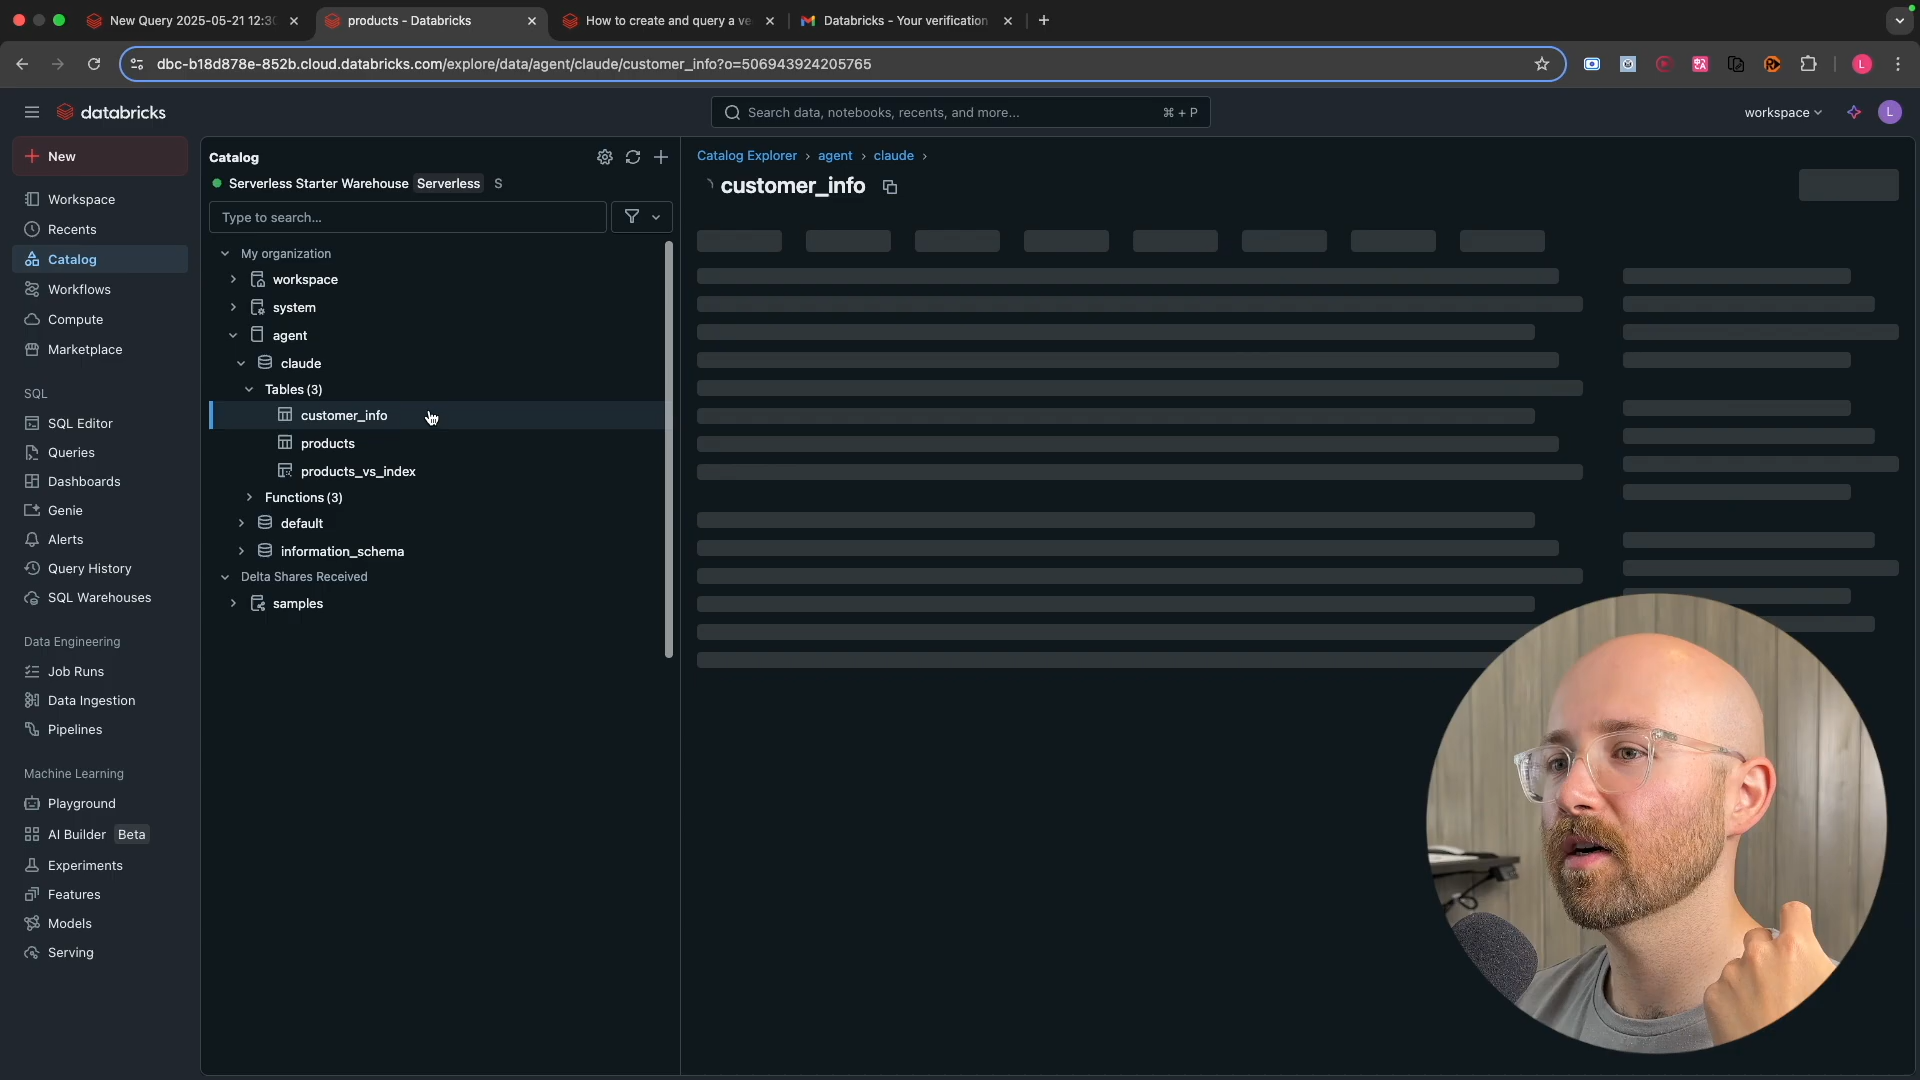 New Query 2025-05-21 12:30
products - Databricks
How to create and query a ve
Databricks - Your verification
dbc-b18d878e-852b.cloud.databricks.com/explore/data/agent/claude/customer_info?o=506943924205765
L
databricks
Search data, notebooks, recents, and more...
⌘ + P
workspace
L
New
Workspace
Recents
Catalog
Workflows
Compute
Marketplace
SQL
SQL Editor
Queries
Dashboards
Genie
Alerts
Query History
SQL Warehouses
Data Engineering
Job Runs
Data Ingestion
Pipelines
Machine Learning
Playground
AI Builder Beta
Experiments
Features
Models
Serving
Catalog
Serverless Starter Warehouse Serverless S
Type to search...
My organization
workspace
system
agent
claude
Tables (3)
customer_info
products
products_vs_index
Functions (3)
default
information_schema
Delta Shares Received
samples
Catalog Explorer › agent › claude ›
customer_info